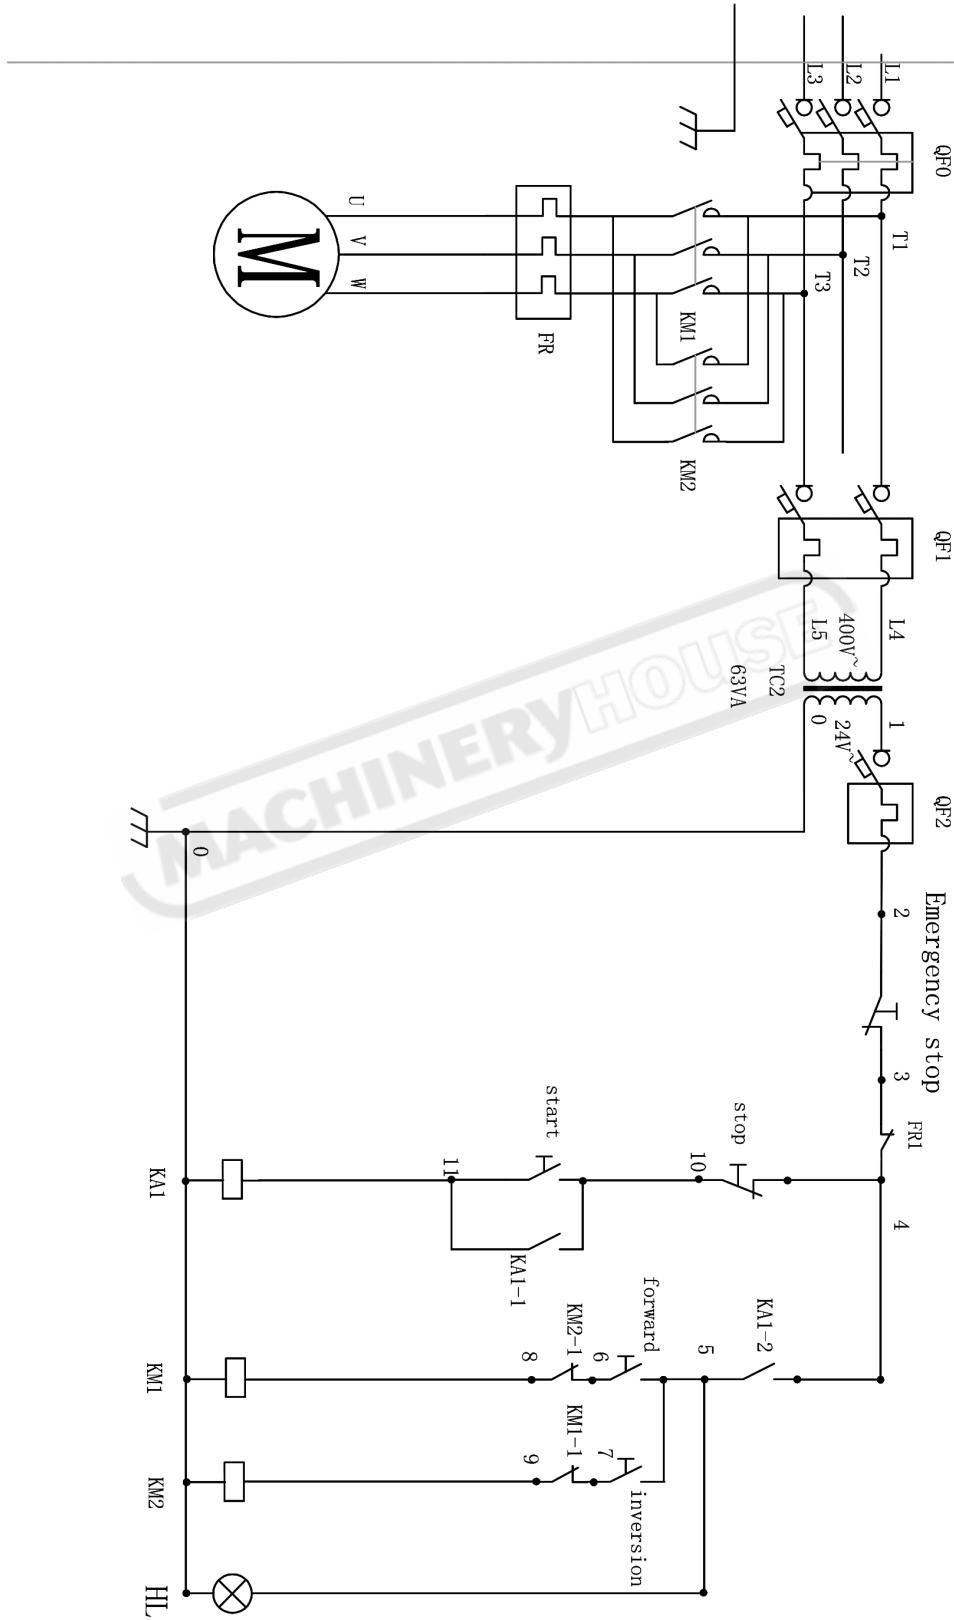 L1
L2
L3
QF0
T1
T2
T3
U
V
W
M
FR
KM1
KM2
QF1
L4
400V~
L5
TC2
63VA
1
24V~
0
QF2
MACHINERYHOUSE
0
2
Emergency stop
3
FR1
4
stop
10
start
11
KA1
KA1-1
KA1-2
5
forward
6
KM2-1
8
KM1
inversion
7
KM1-1
9
KM2
HL